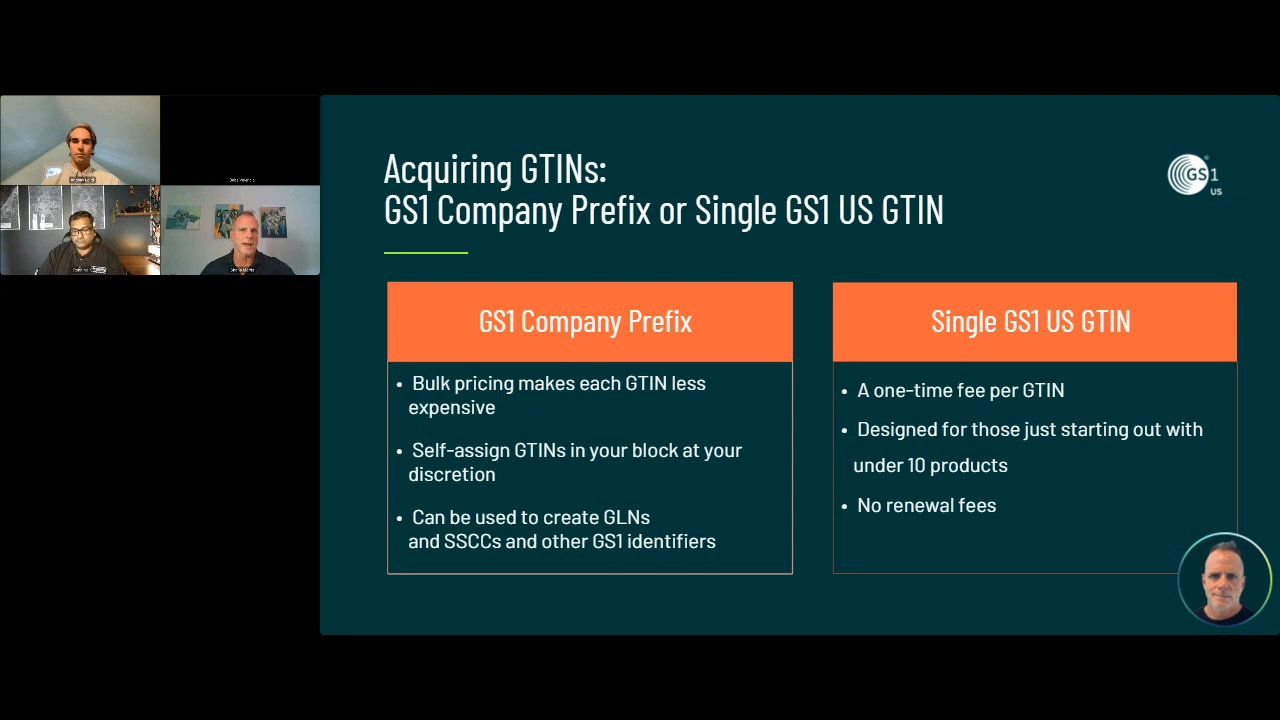 Acquiring GTINs:
GS1 Company Prefix or Single GS1 US GTIN
GS1
US
GS1 Company Prefix
• Bulk pricing makes each GTIN less
expensive
• Self-assign GTINs in your block at your
discretion
• Can be used to create GLNs
and SSCCs and other GS1 identifiers
Single GS1 US GTIN
• A one-time fee per GTIN
• Designed for those just starting out with
under 10 products
• No renewal fees